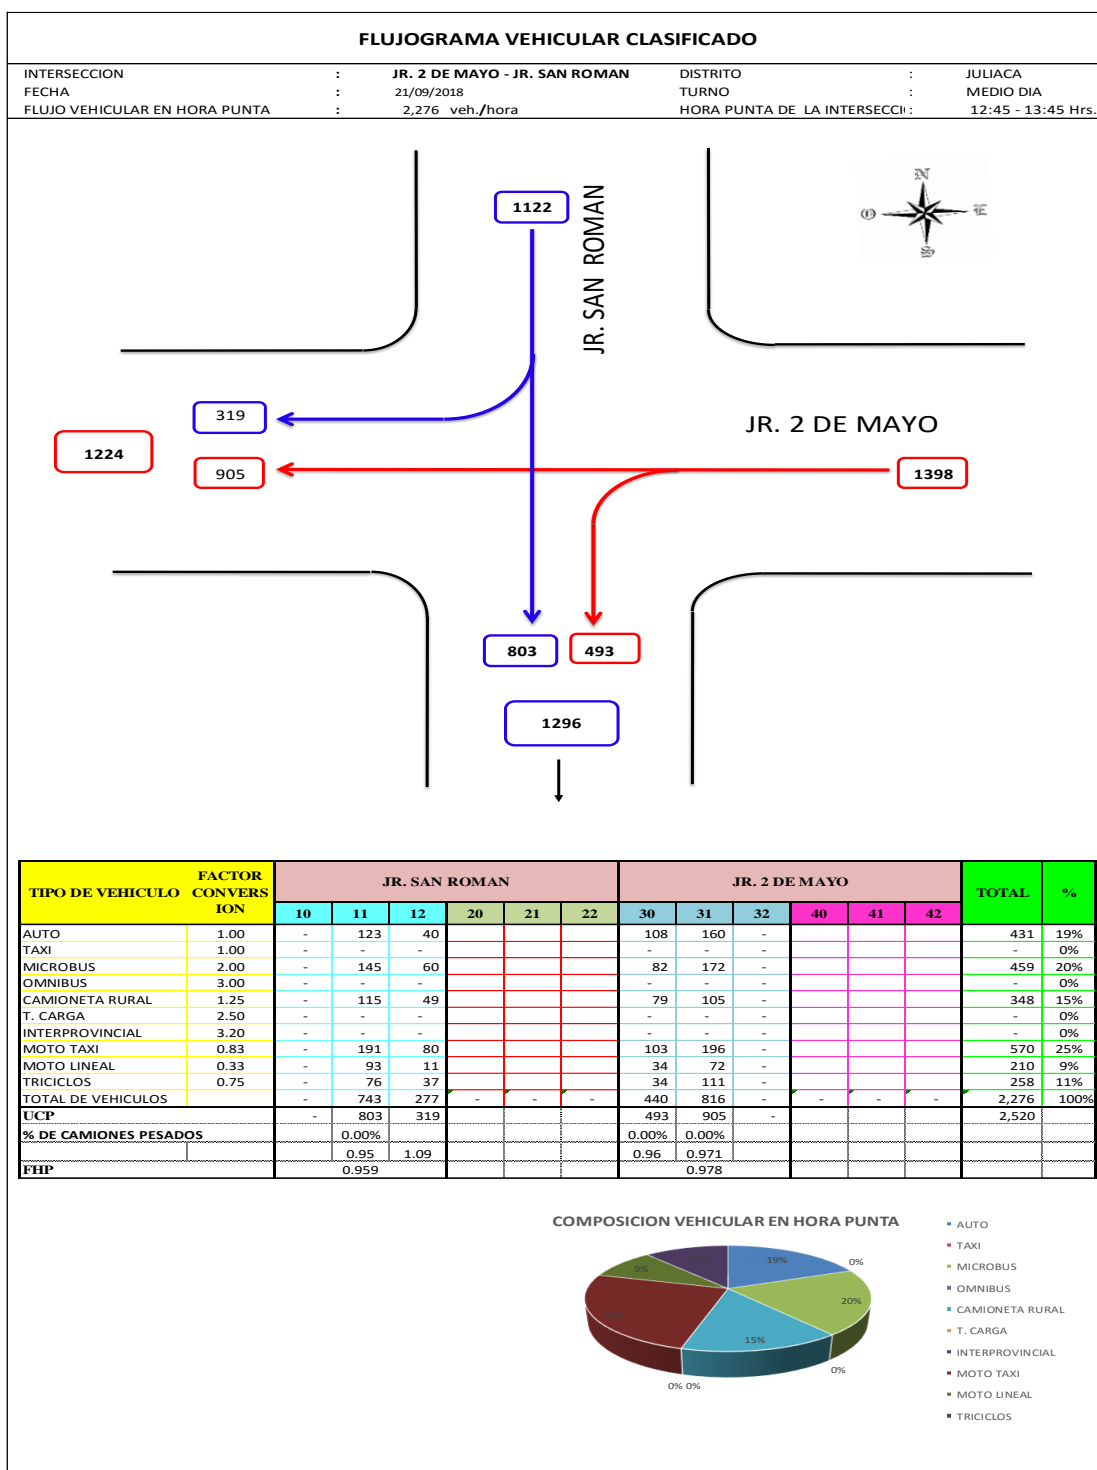 FLUJOGRAMA VEHICULAR CLASIFICADO
INTERSECCION : JR. 2 DE MAYO - JR. SAN ROMAN DISTRITO : JULIACA
FECHA : 21/09/2018 TURNO : MEDIO DIA
FLUJO VEHICULAR EN HORA PUNTA : 2,276 veh./hora HORA PUNTA DE LA INTERSECCI : 12:45 - 13:45 Hrs.
N
O E
S
1122
JR. SAN ROMAN
319
JR. 2 DE MAYO
1224
905
1398
803 493
1296
TIPO DE VEHICULO FACTOR CONVERS ION JR. SAN ROMAN JR. 2 DE MAYO TOTAL %
10 11 12 20 21 22 30 31 32 40 41 42
AUTO 1.00 - 123 40 108 160 - 431 19%
TAXI 1.00 - - - - - - - 0%
MICROBUS 2.00 - 145 60 82 172 - 459 20%
OMNIBUS 3.00 - - - - - - - 0%
CAMIONETA RURAL 1.25 - 115 49 79 105 - 348 15%
T. CARGA 2.50 - - - - - - - 0%
INTERPROVINCIAL 3.20 - - - - - - - 0%
MOTO TAXI 0.83 - 191 80 103 196 - 570 25%
MOTO LINEAL 0.33 - 93 11 34 72 - 210 9%
TRICICLOS 0.75 - 76 37 34 111 - 258 11%
TOTAL DE VEHICULOS - 743 277 - - - 440 816 - - - - 2,276 100%
UCP - 803 319 493 905 - 2,520
% DE CAMIONES PESADOS 0.00% 0.00% 0.00%
0.95 1.09 0.96 0.971
FHP 0.959 0.978
COMPOSICION VEHICULAR EN HORA PUNTA
19%
0%
20%
0%
15%
0% 0%
9%
AUTO
TAXI
MICROBUS
OMNIBUS
CAMIONETA RURAL
T. CARGA
INTERPROVINCIAL
MOTO TAXI
MOTO LINEAL
TRICICLOS